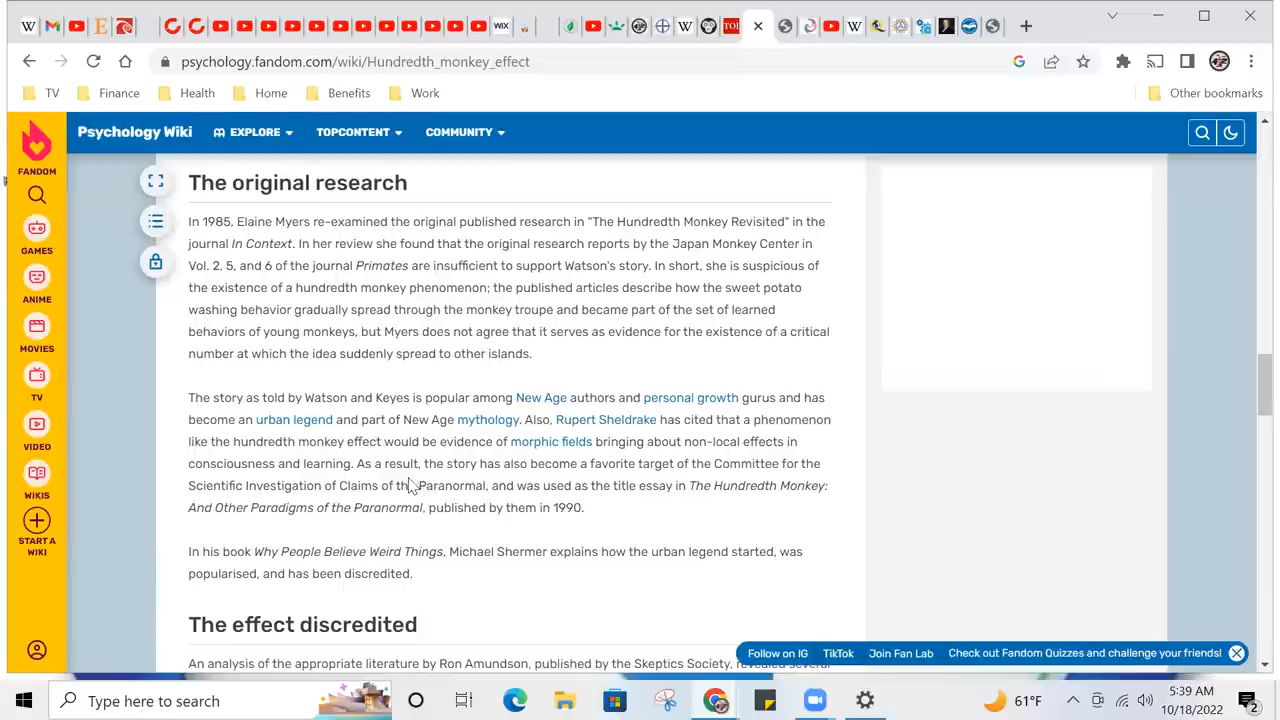 TOI
psychology.fandom.com/wiki/Hundredth_monkey_effect
TV Finance Health Home Benefits Work Other bookmarks
FANDOM
GAMES
ANIME
MOVIES
TV
VIDEO
WIKIS
START A
WIKI
Psychology Wiki EXPLORE TOPCONTENT COMMUNITY
The original research
In 1985, Elaine Myers re-examined the original published research in "The Hundredth Monkey Revisited" in the
journal In Context. In her review she found that the original research reports by the Japan Monkey Center in
Vol. 2, 5, and 6 of the journal Primates are insufficient to support Watson's story. In short, she is suspicious of
the existence of a hundredth monkey phenomenon; the published articles describe how the sweet potato
washing behavior gradually spread through the monkey troupe and became part of the set of learned
behaviors of young monkeys, but Myers does not agree that it serves as evidence for the existence of a critical
number at which the idea suddenly spread to other islands.
The story as told by Watson and Keyes is popular among New Age authors and personal growth gurus and has
become an urban legend and part of New Age mythology. Also, Rupert Sheldrake has cited that a phenomenon
like the hundredth monkey effect would be evidence of morphic fields bringing about non-local effects in
consciousness and learning. As a result, the story has also become a favorite target of the Committee for the
Scientific Investigation of Claims of the Paranormal, and was used as the title essay in The Hundredth Monkey:
And Other Paradigms of the Paranormal, published by them in 1990.
In his book Why People Believe Weird Things, Michael Shermer explains how the urban legend started, was
popularised, and has been discredited.
The effect discredited
An analysis of the appropriate literature by Ron Amundson, published by the Skeptics Society, revealed several
Follow on IG TikTok Join Fan Lab Check out Fandom Quizzes and challenge your friends!
Type here to search
61°F
5:39 AM
10/18/2022
2